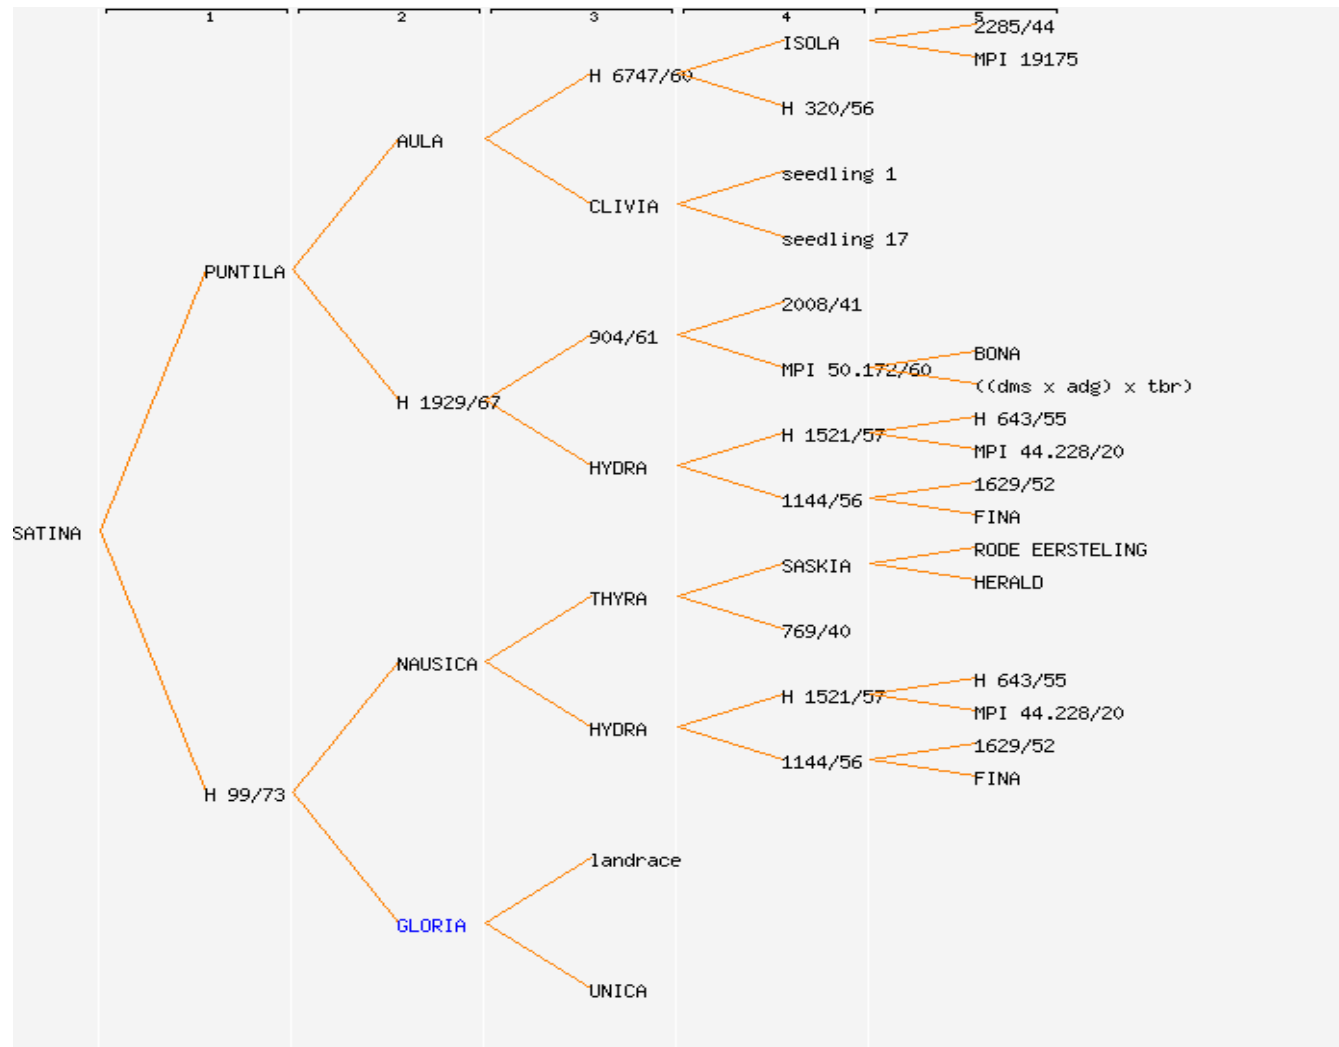 1 2 3 4 5
2285/44
ISOLA
MPI 19175
H 6747/60
H 320/56
AULA
seedling 1
CLIVIA
seedling 17
PUNTILA
2008/41
904/61
BONA
MPI 50.172/60
((dms x adg) x tbr)
H 1929/67
H 643/55
H 1521/57
MPI 44.228/20
HYDRA
1629/52
1144/56
FINA
SATINA
RODE EERSTELING
SASKIA
HERALD
THYRA
769/40
NAUSICA
H 643/55
H 1521/57
MPI 44.228/20
HYDRA
1629/52
1144/56
FINA
H 99/73
landrace
GLORIA
UNICA